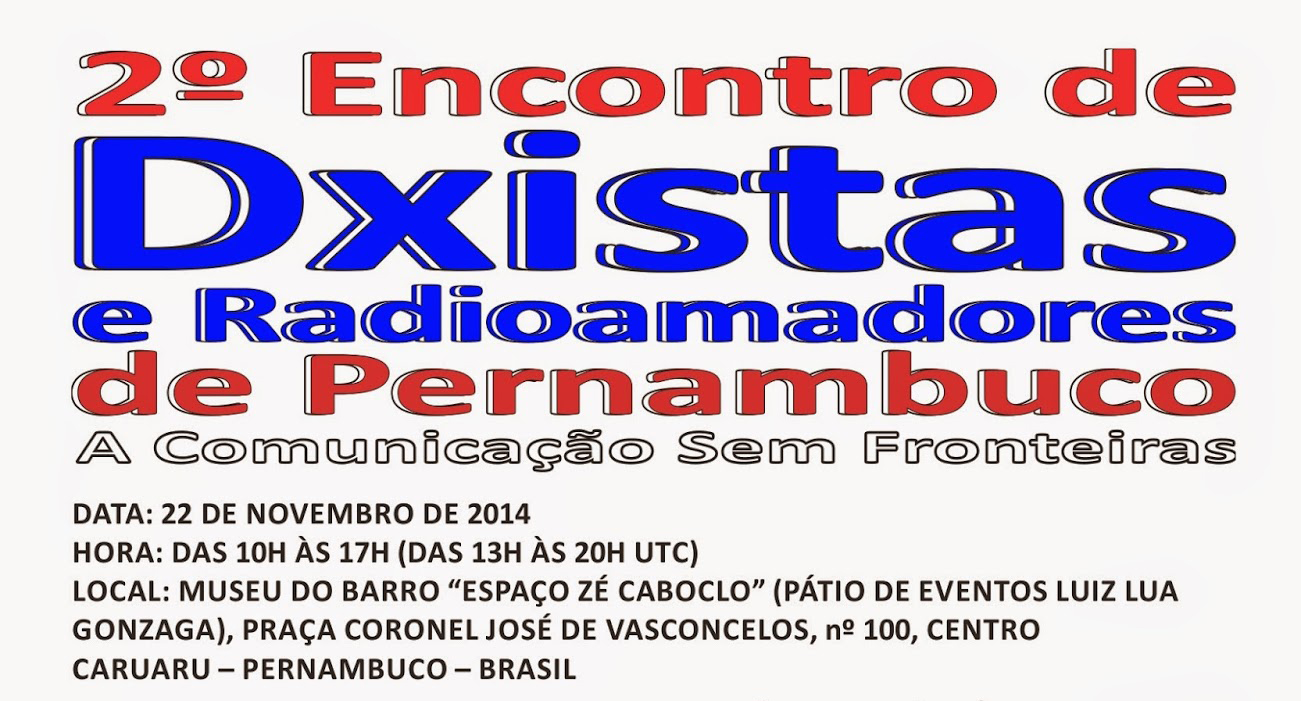 2º Encontro de
Dxistas
e Radioamadores
de Pernambuco
A Comunicação Sem Fronteiras
DATA: 22 DE NOVEMBRO DE 2014
HORA: DAS 10H ÀS 17H (DAS 13H ÀS 20H UTC)
LOCAL: MUSEU DO BARRO “ESPAÇO ZÉ CABOCLO” (PÁTIO DE EVENTOS LUIZ LUA
GONZAGA), PRAÇA CORONEL JOSÉ DE VASCONCELOS, nº 100, CENTRO
CARUARU – PERNAMBUCO – BRASIL